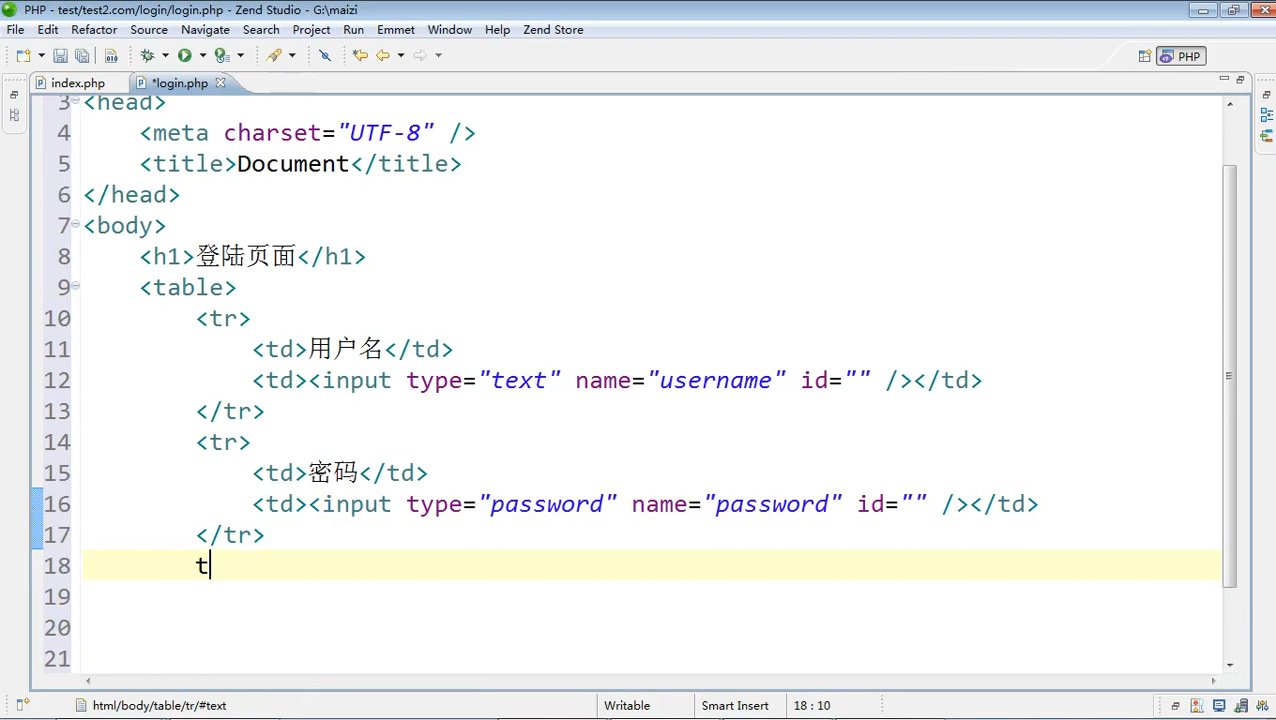 PHP - test/test2.com/login/login.php - Zend Studio - G:\maizi
File Edit Refactor Source Navigate Search Project Run Emmet Window Help Zend Store
PHP
index.php *login.php
3 <head>
4 <meta charset="UTF-8" />
5 <title>Document</title>
6 </head>
7 <body>
8 <h1>登陆页面</h1>
9 <table>
10 <tr>
11 <td>用户名</td>
12 <td><input type="text" name="username" id="" /></td>
13 </tr>
14 <tr>
15 <td>密码</td>
16 <td><input type="password" name="password" id="" /></td>
17 </tr>
18 t
19
20
21
html/body/table/tr/#text Writable Smart Insert 18 : 10